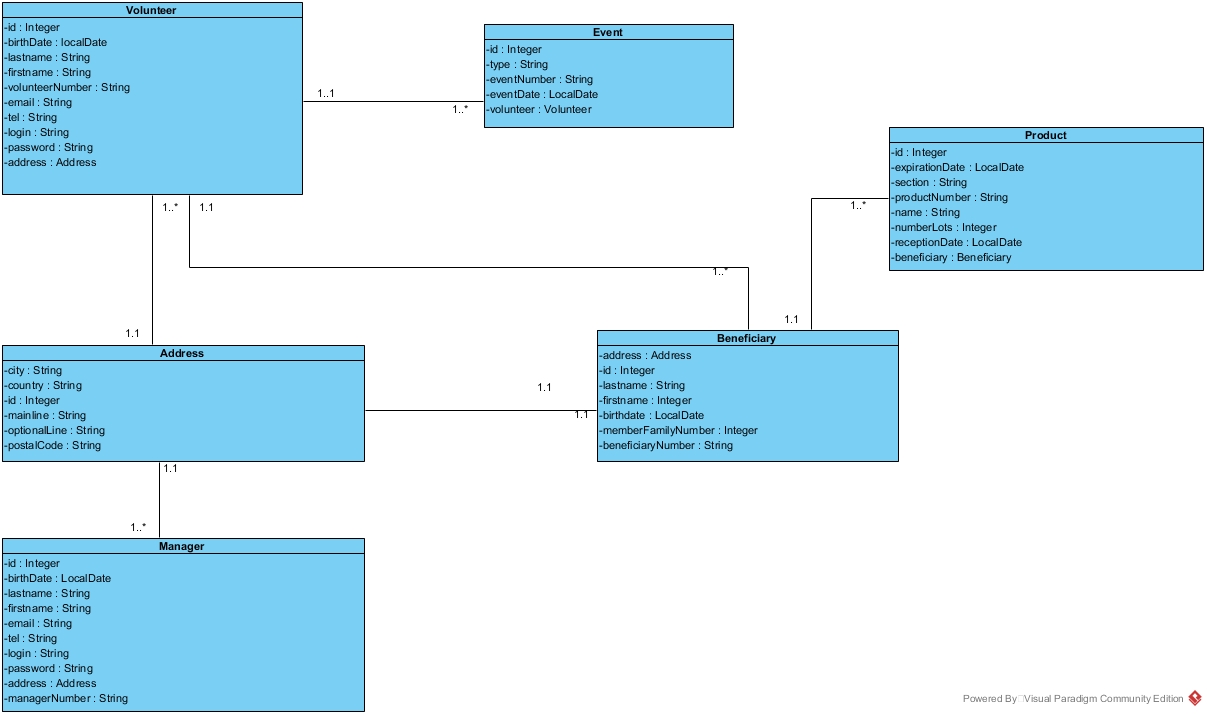 Volunteer
-id : Integer
-birthDate : localDate
-lastname : String
-firstname : String
-volunteerNumber : String
-email : String
-tel : String
-login : String
-password : String
-address : Address
Event
-id : Integer
-type : String
-eventNumber : String
-eventDate : LocalDate
-volunteer : Volunteer
1..1
1..*
Product
-id : Integer
-expirationDate : LocalDate
-section : String
-productNumber : String
-name : String
-numberLots : Integer
-receptionDate : LocalDate
-beneficiary : Beneficiary
1..*
1.1
1..*
1..*
1.1
1.1
Address
-city : String
-country : String
-id : Integer
-mainline : String
-optionalLine : String
-postalCode : String
1.1
1.1
Beneficiary
-address : Address
-id : Integer
-lastname : String
-firstname : Integer
-birthdate : LocalDate
-memberFamilyNumber : Integer
-beneficiaryNumber : String
1.1
1..*
Manager
-id : Integer
-birthDate : LocalDate
-lastname : String
-firstname : String
-email : String
-tel : String
-login : String
-password : String
-address : Address
-managerNumber : String
Powered By Visual Paradigm Community Edition